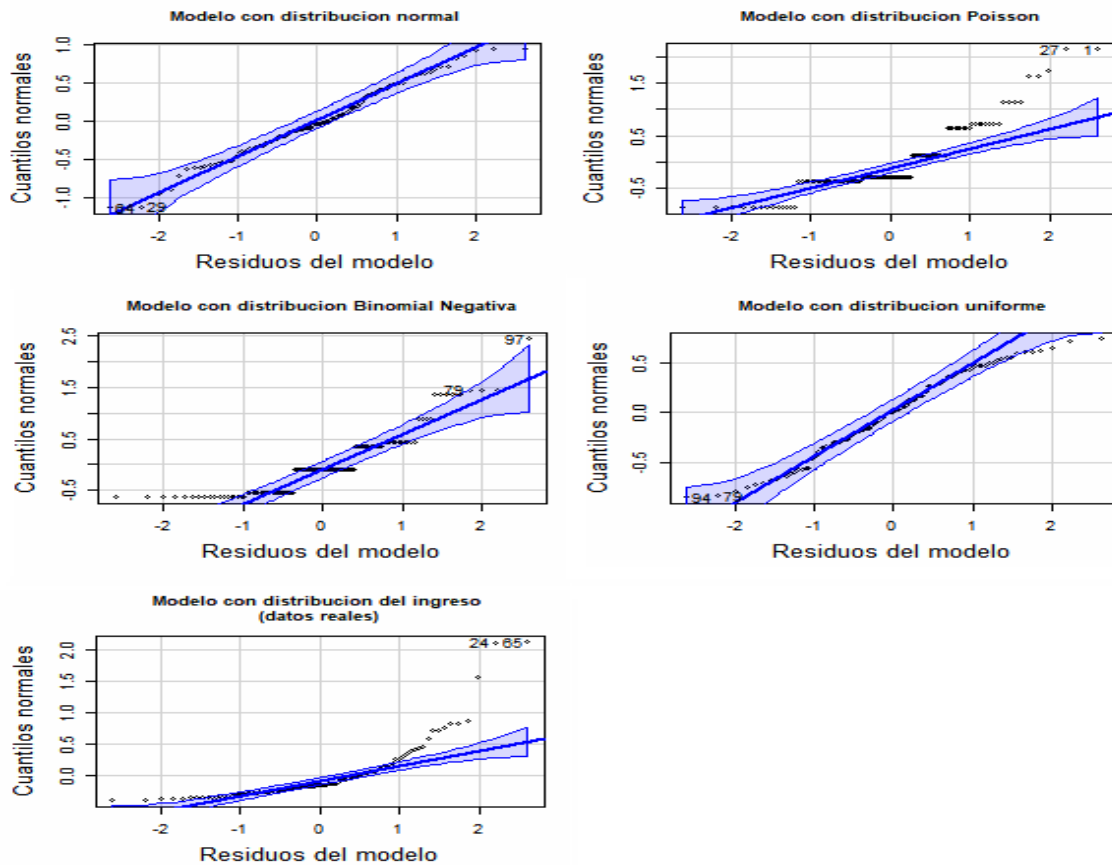 Modelo con distribucion normal
Cuantilos normales
1.0
0.5
0.0
-0.5
-1.0
64 29
-2 -1 0 1 2
Residuos del modelo
Modelo con distribucion Poisson
Cuantilos normales
1.5
0.5
-0.5
27 1
-2 -1 0 1 2
Residuos del modelo
Modelo con distribucion Binomial Negativa
Cuantilos normales
2.5
1.5
0.5
-0.5
97
79
-2 -1 0 1 2
Residuos del modelo
Modelo con distribucion uniforme
Cuantilos normales
0.5
0.0
-0.5
94 79
-2 -1 0 1 2
Residuos del modelo
Modelo con distribucion del ingreso
(datos reales)
Cuantilos normales
2.0
1.5
1.0
0.5
0.0
24 65
-2 -1 0 1 2
Residuos del modelo